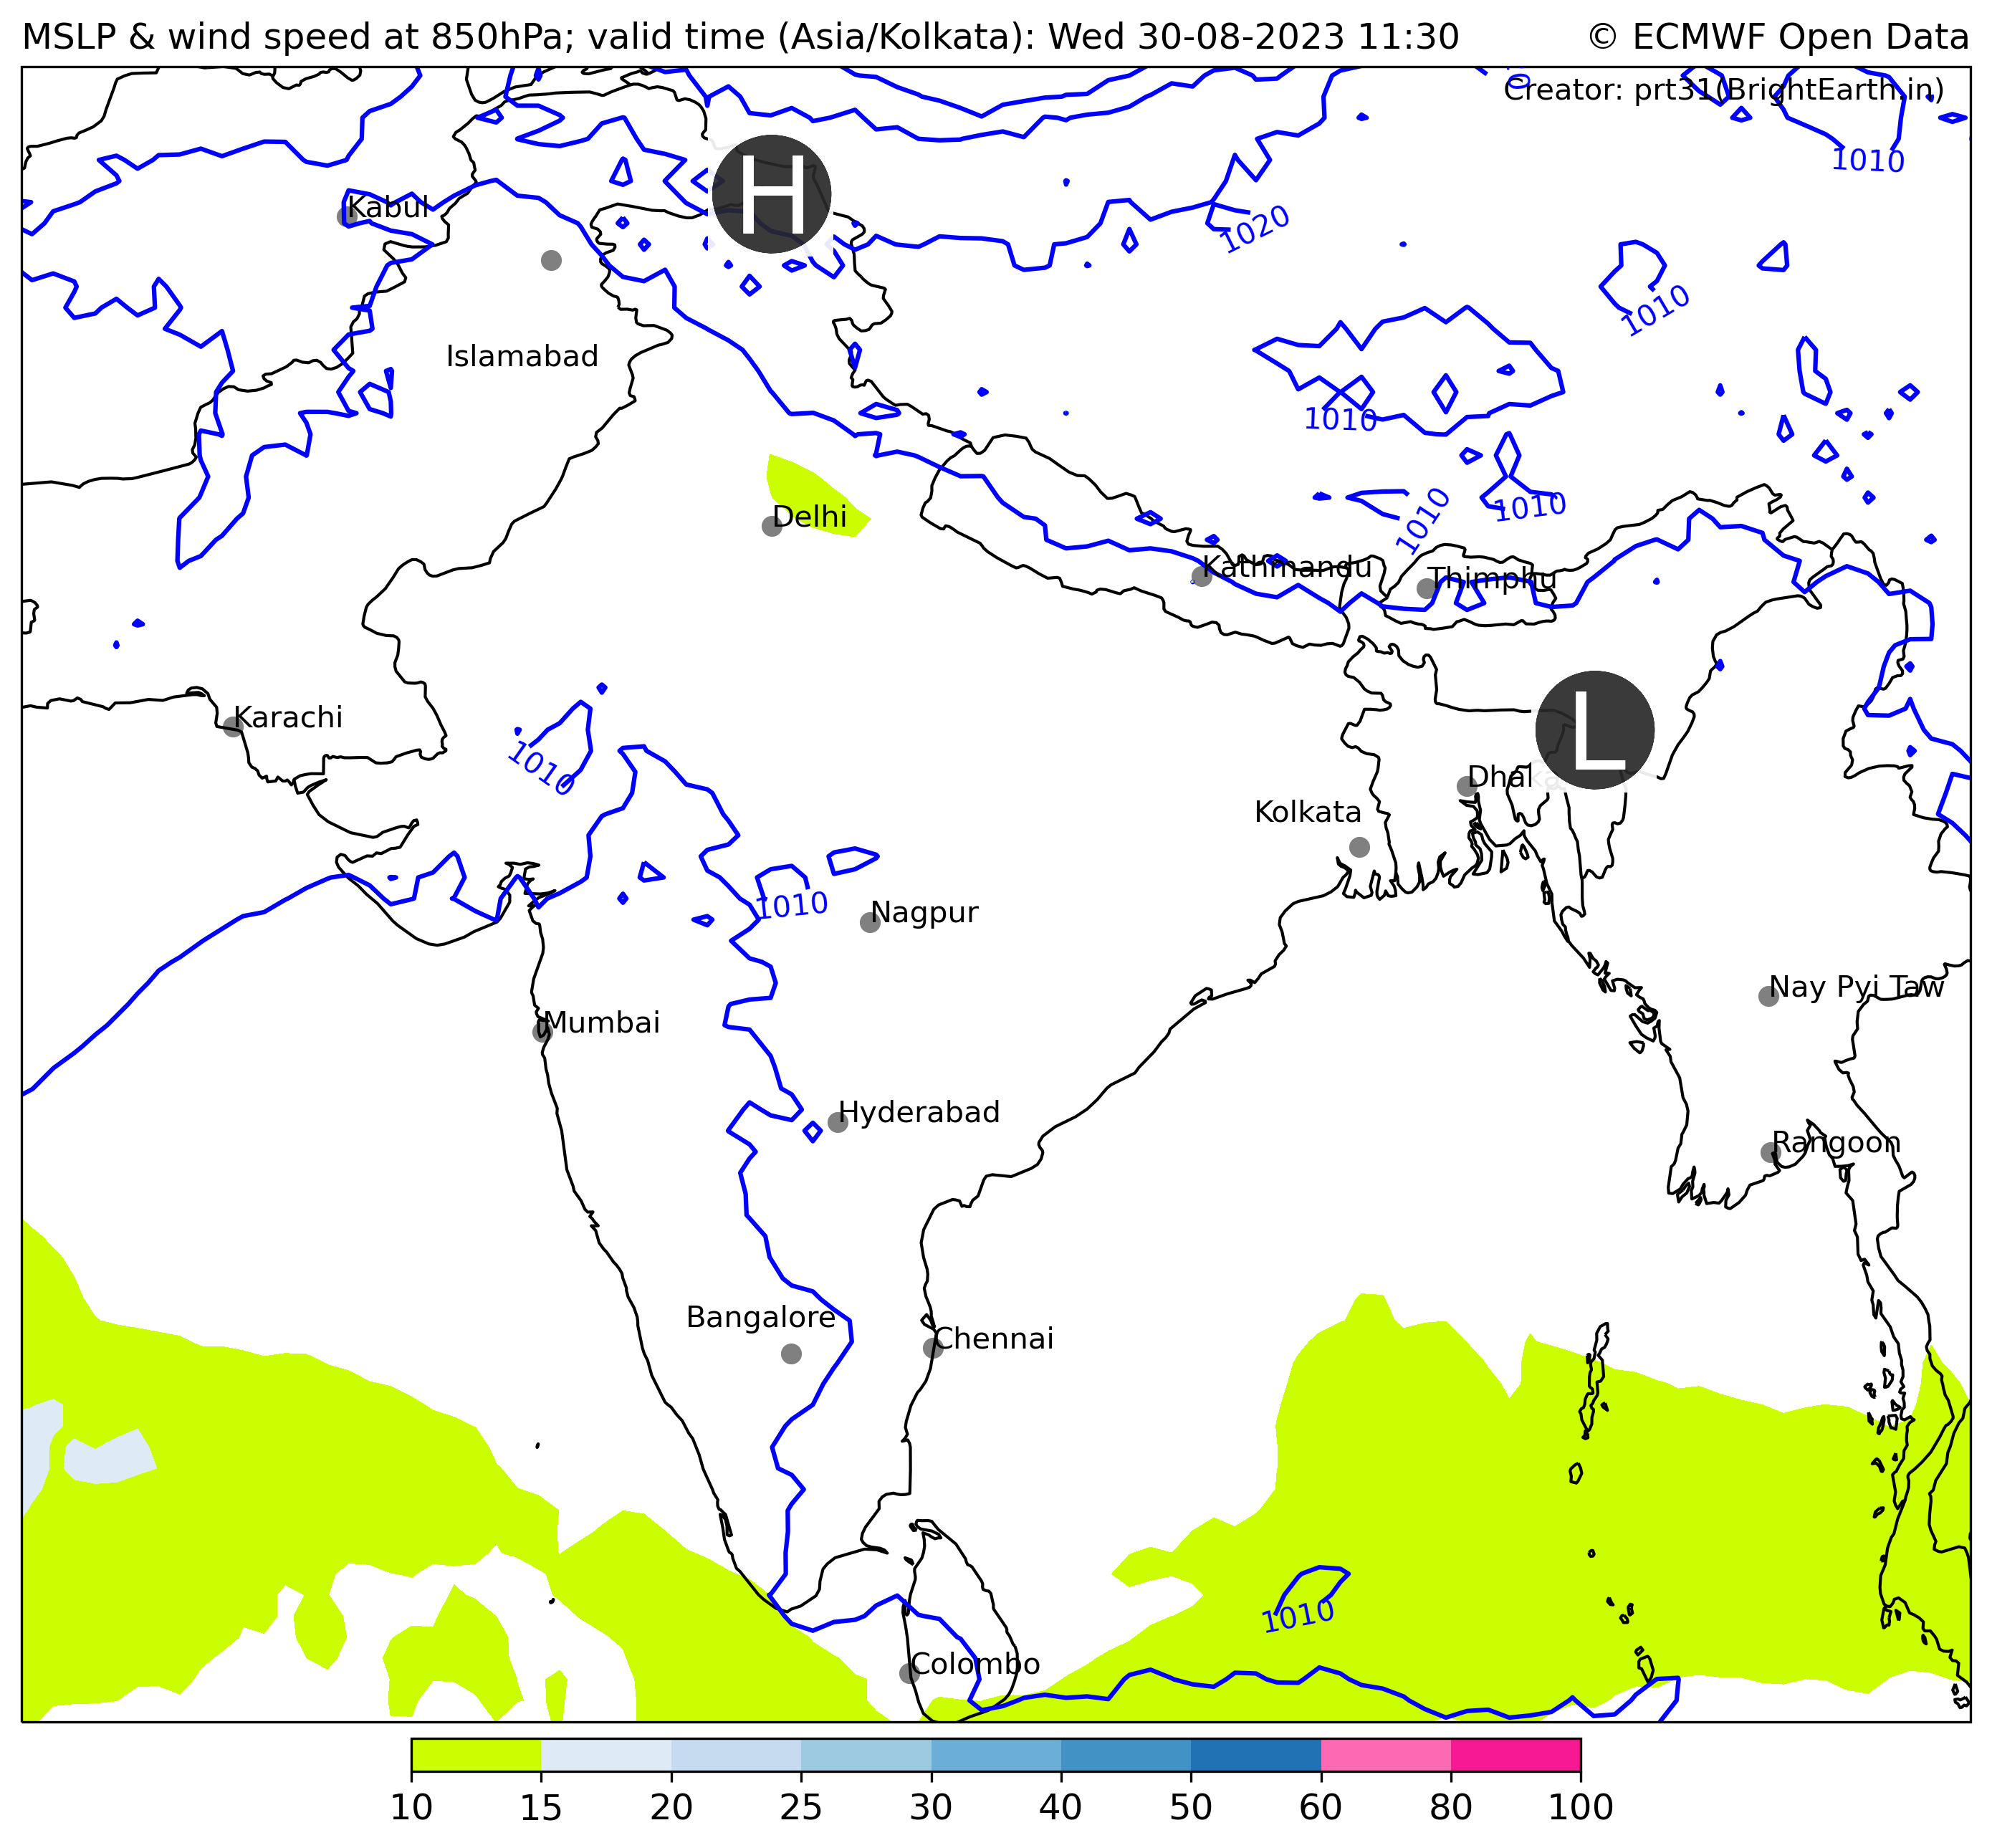 MSLP & wind speed at 850hPa; valid time (Asia/Kolkata): Wed 30-08-2023 11:30
© ECMWF Open Data
Creator: prt31(BrightEarth.in)
1010
H
Kabul
1020
1010
Islamabad
1010
1010
1010
Delhi
Kathmandu
Thimphu
Karachi
L
1010
Dhaka
Kolkata
1010
Nagpur
Nay Pyi Taw
Mumbai
Hyderabad
Rangoon
Bangalore
Chennai
1010
Colombo
10 15 20 25 30 40 50 60 80 100